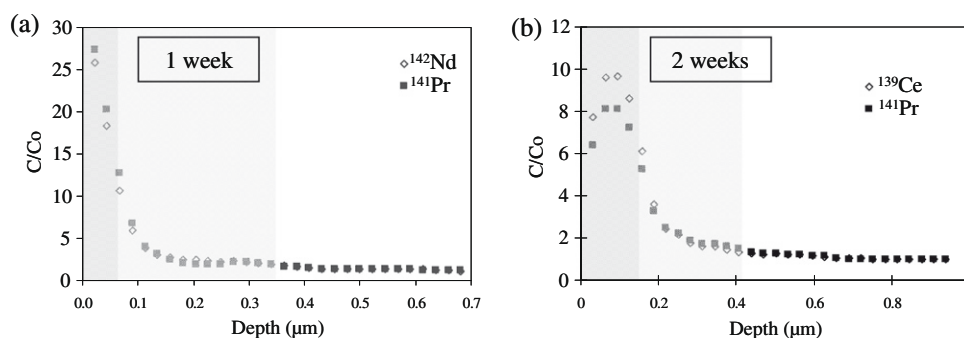 (a)
30
25
20
15
10
5
0
C/Co
1 week
¹⁴²Nd
¹⁴¹Pr
0.0 0.1 0.2 0.3 0.4 0.5 0.6 0.7
Depth (µm)
(b)
12
10
8
6
4
2
0
C/Co
2 weeks
¹³⁹Ce
¹⁴¹Pr
0 0.2 0.4 0.6 0.8
Depth (µm)